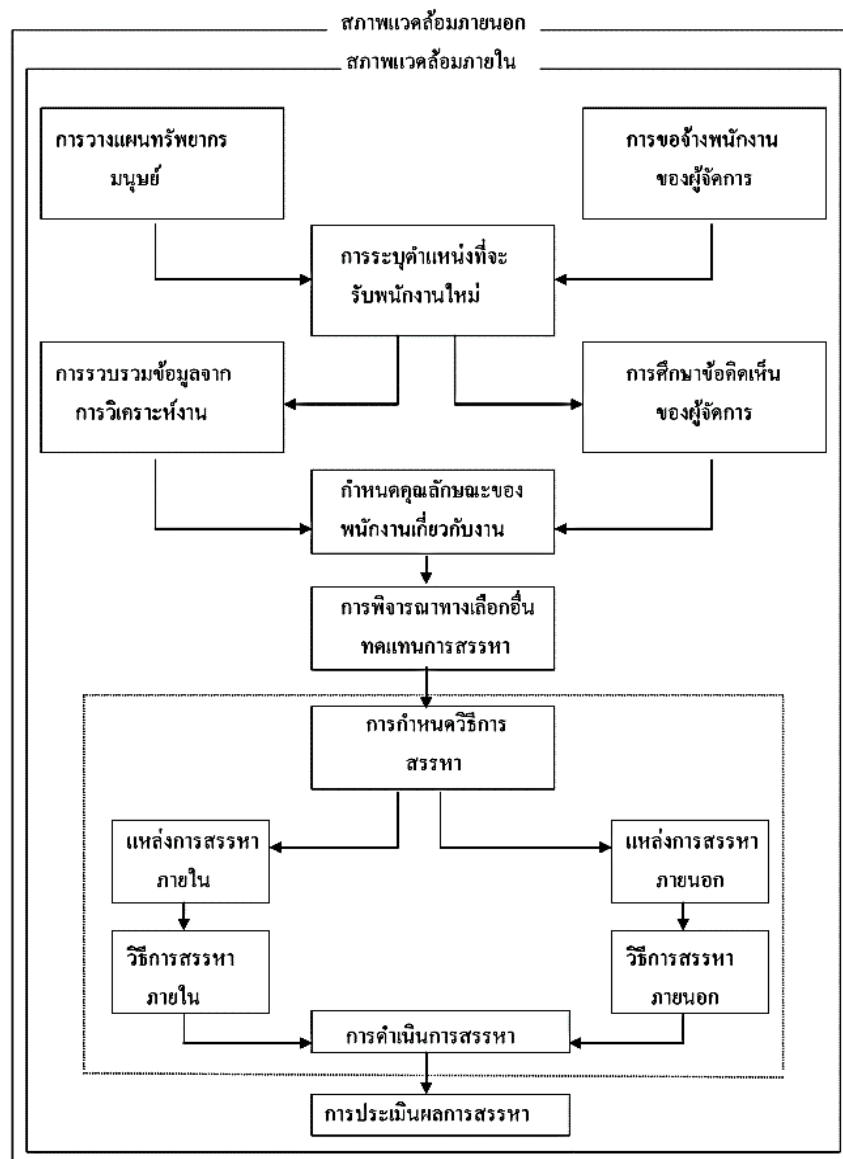 สภาพแวดล้อมภายนอก
สภาพแวดล้อมภายใน
การวางแผนทรัพยากร
มนุษย์
การขอจ้างพนักงาน
ของผู้จัดการ
การระบุตำแหน่งที่จะ
รับพนักงานใหม่
การรวบรวมข้อมูลจาก
การวิเคราะห์งาน
การศึกษาข้อคิดเห็น
ของผู้จัดการ
กำหนดคุณลักษณะของ
พนักงานเกี่ยวกับงาน
การพิจารณาทางเลือกอื่น
ทดแทนการสรรหา
การกำหนดวิธีการ
สรรหา
แหล่งการสรรหา
ภายใน
แหล่งการสรรหา
ภายนอก
วิธีการสรรหา
ภายใน
วิธีการสรรหา
ภายนอก
การดำเนินการสรรหา
การประเมินผลการสรรหา